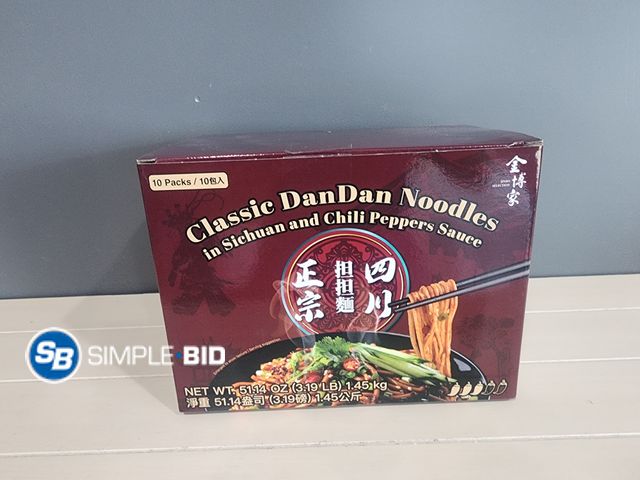 10 Packs / 10包入
金博家
SELECTION
Classic DanDan Noodles
in Sichuan and Chili Peppers Sauce
四川
担担麵
正宗
SB SIMPLE BID
NET WT. 51.14 OZ (3.19 LB) 1.45 kg
淨重 51.14盎司 (3.19磅) 1.45公斤